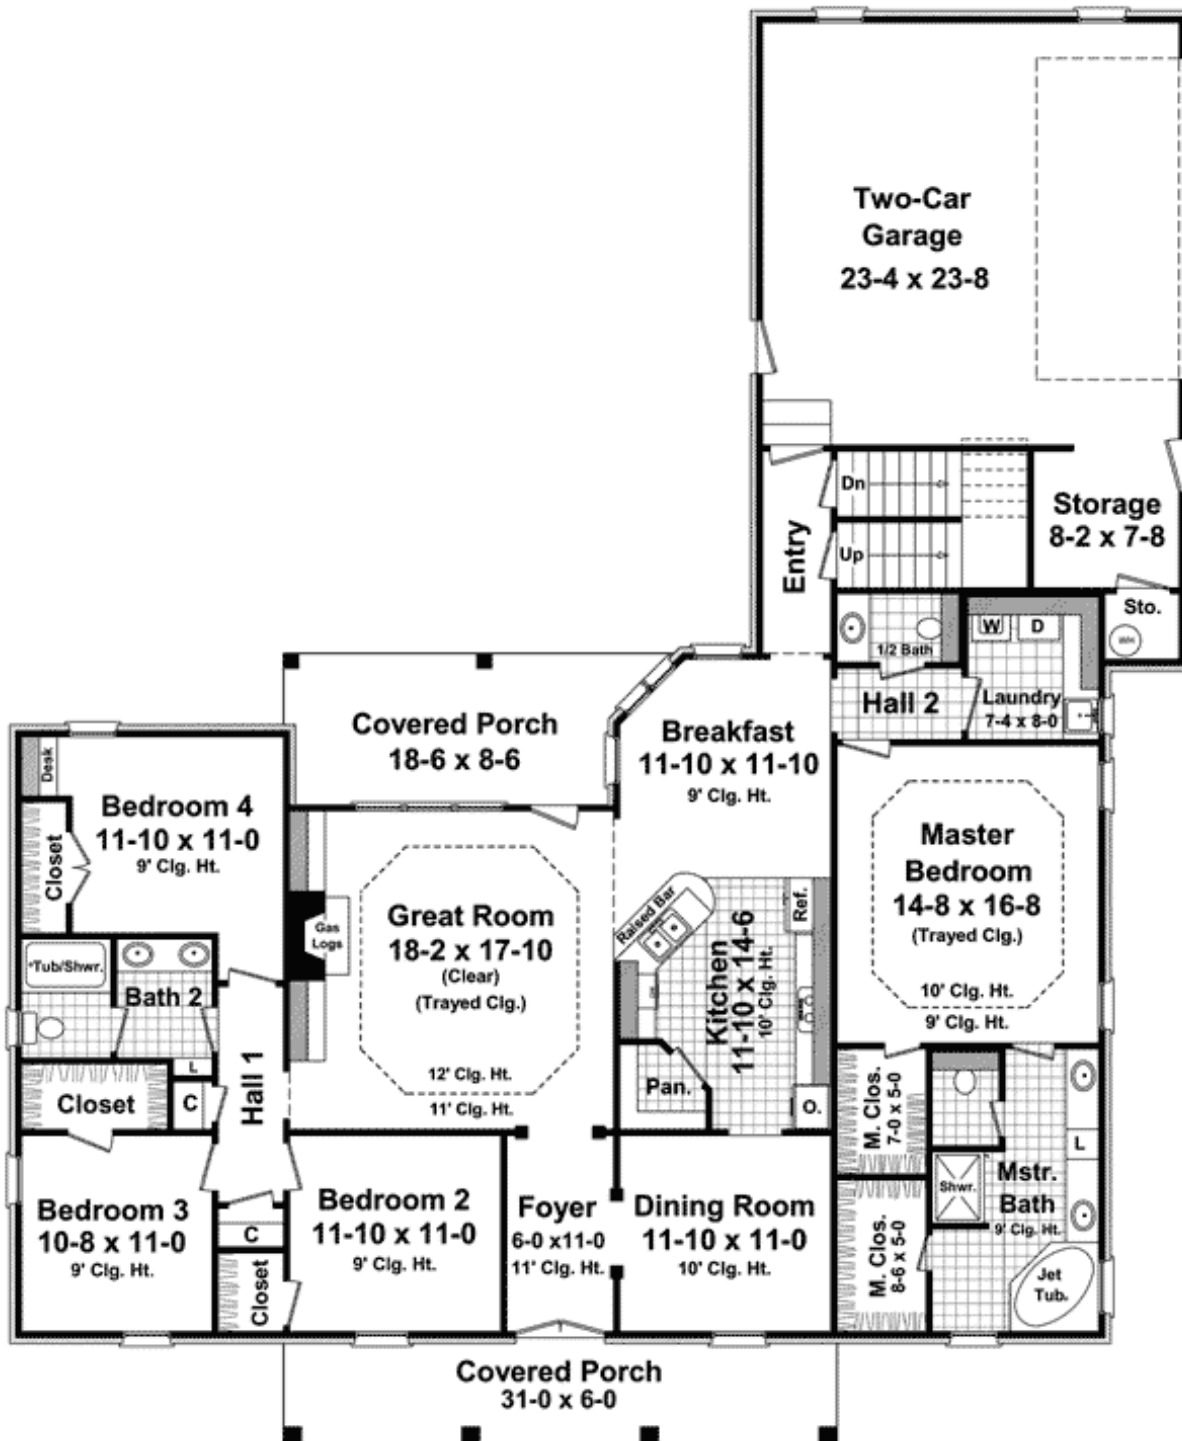 Two-Car
Garage
23-4 x 23-8
Dn
Up
Entry
Storage
8-2 x 7-8
Sto.
WH
W
D
1/2 Bath
Hall 2
Laundry
7-4 x 8-0
Covered Porch
18-6 x 8-6
Breakfast
11-10 x 11-10
9' Clg. Ht.
Desk
Bedroom 4
11-10 x 11-0
9' Clg. Ht.
Closet
Master
Bedroom
14-8 x 16-8
(Trayed Clg.)
10' Clg. Ht.
9' Clg. Ht.
Great Room
18-2 x 17-10
(Clear)
(Trayed Clg.)
12' Clg. Ht.
11' Clg. Ht.
Gas
Logs
Raised Bar
Ref.
Kitchen
11-10 x 14-6
10' Clg. Ht.
Pan.
O.
*Tub/Shwr.
Bath 2
L
C
Closet
Hall 1
M. Clos.
7-0 x 5-0
L
Shwr.
Mstr.
Bath
9' Clg. Ht.
Bedroom 3
10-8 x 11-0
9' Clg. Ht.
C
Closet
Bedroom 2
11-10 x 11-0
9' Clg. Ht.
Foyer
6-0 x11-0
11' Clg. Ht.
Dining Room
11-10 x 11-0
10' Clg. Ht.
M. Clos.
8-6 x 5-0
Jet
Tub.
Covered Porch
31-0 x 6-0